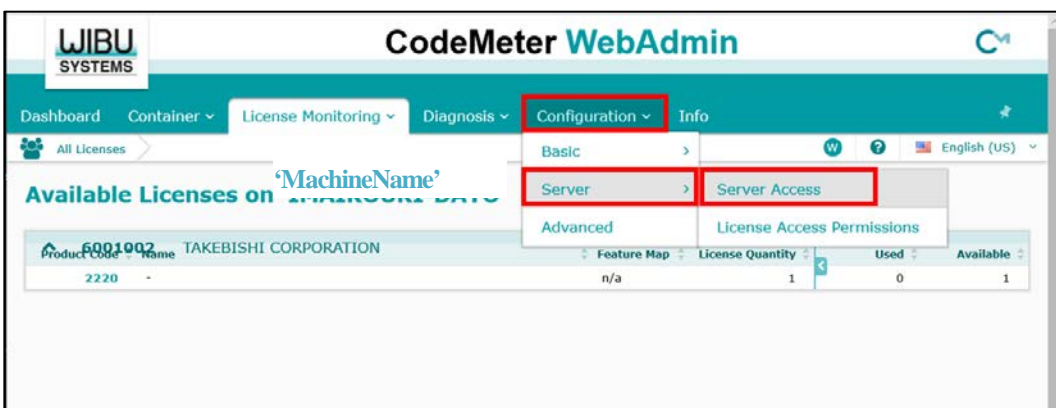 WIBU
SYSTEMS
CodeMeter WebAdmin
Dashboard Container License Monitoring Diagnosis Configuration Info
All Licenses
W ? English (US)
Basic
Server
Advanced
Server Access
License Access Permissions
‘MachineName’
Available Licenses on
6001002 TAKEBISHI CORPORATION
Product Code Name Feature Map License Quantity Used Available
2220 - n/a 1 0 1